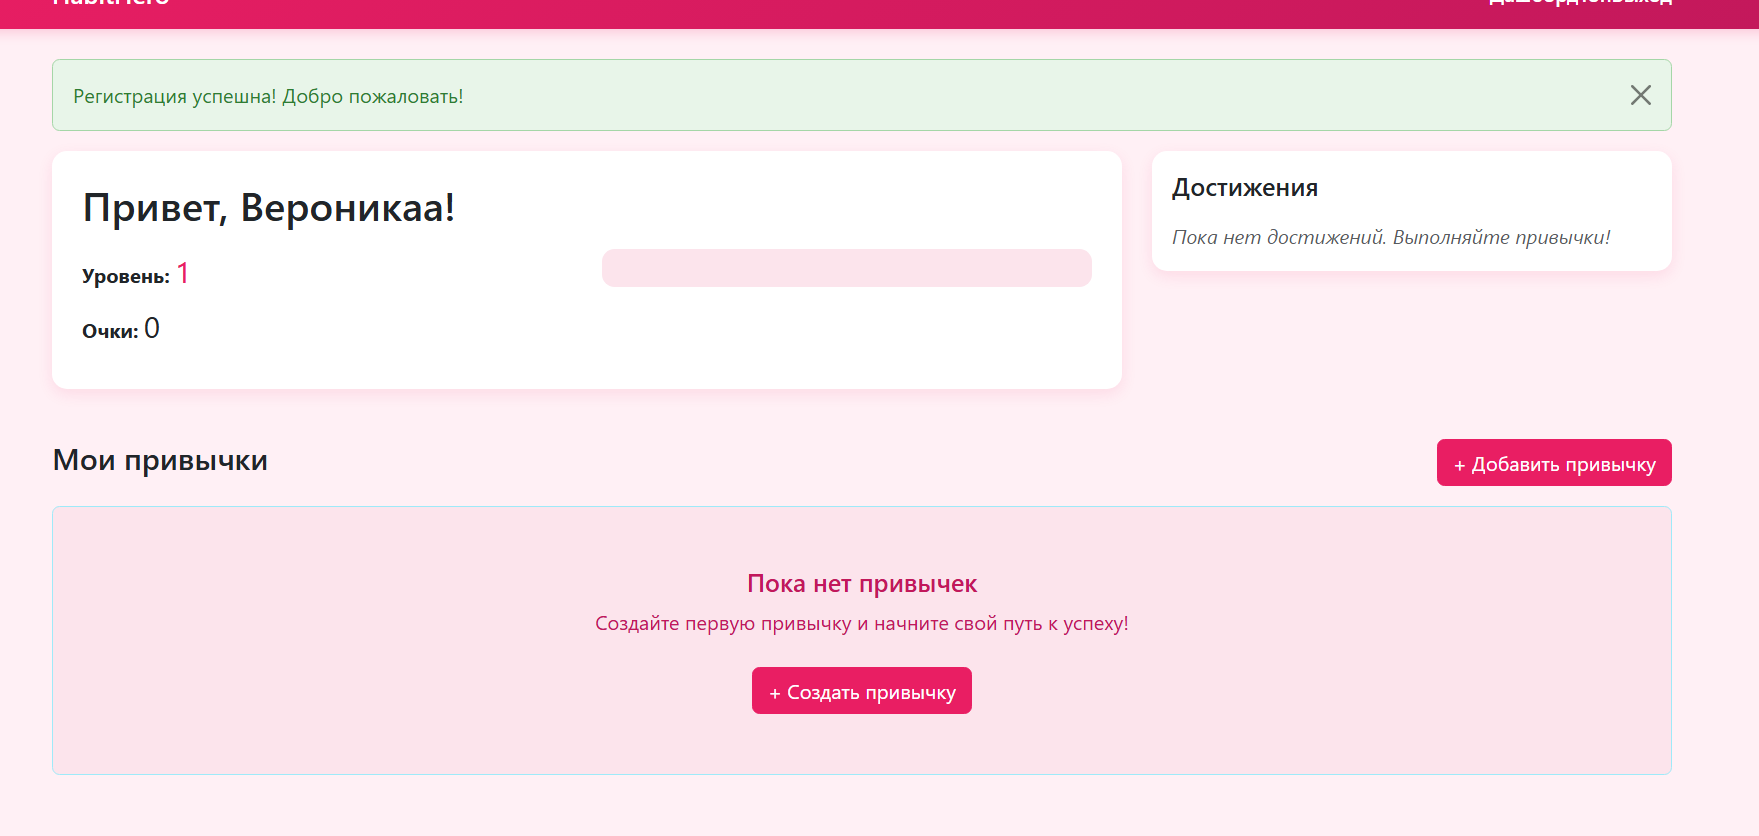 HabitHero
Регистрация успешна! Добро пожаловать!
Привет, Вероникаа!
Уровень: 1
Очки: 0
Достижения
Пока нет достижений. Выполняйте привычки!
Мои привычки
+ Добавить привычку
Пока нет привычек
Создайте первую привычку и начните свой путь к успеху!
+ Создать привычку